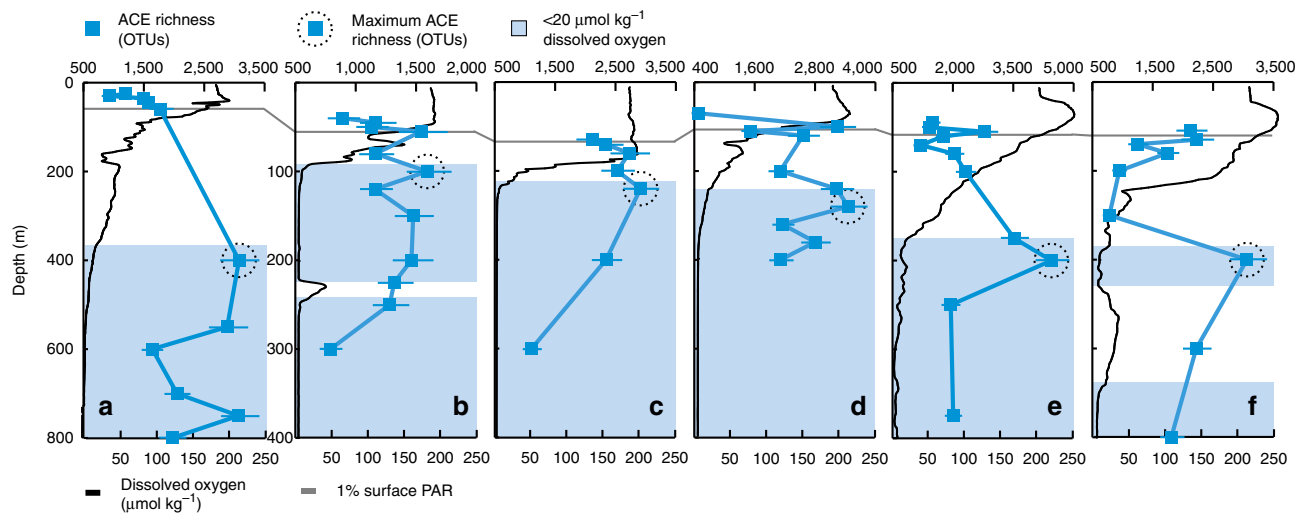 ACE richness
(OTUs)
Maximum ACE
richness (OTUs)
<20 µmol kg⁻¹
dissolved oxygen
500 1,500 2,500 3,500
500 1,000 1,500 2,000
500 1,500 2,500 3,500
400 1,600 2,800 4,000
500 2,000 3,500 5,000
500 1,500 2,500 3,500
0
200
400
600
800
Depth (m)
100
200
300
400
a
b
c
d
e
f
50 100 150 200 250
50 100 150 200 250
50 100 150 200 250
50 100 150 200 250
50 100 150 200 250
50 100 150 200 250
Dissolved oxygen
(µmol kg⁻¹)
1% surface PAR